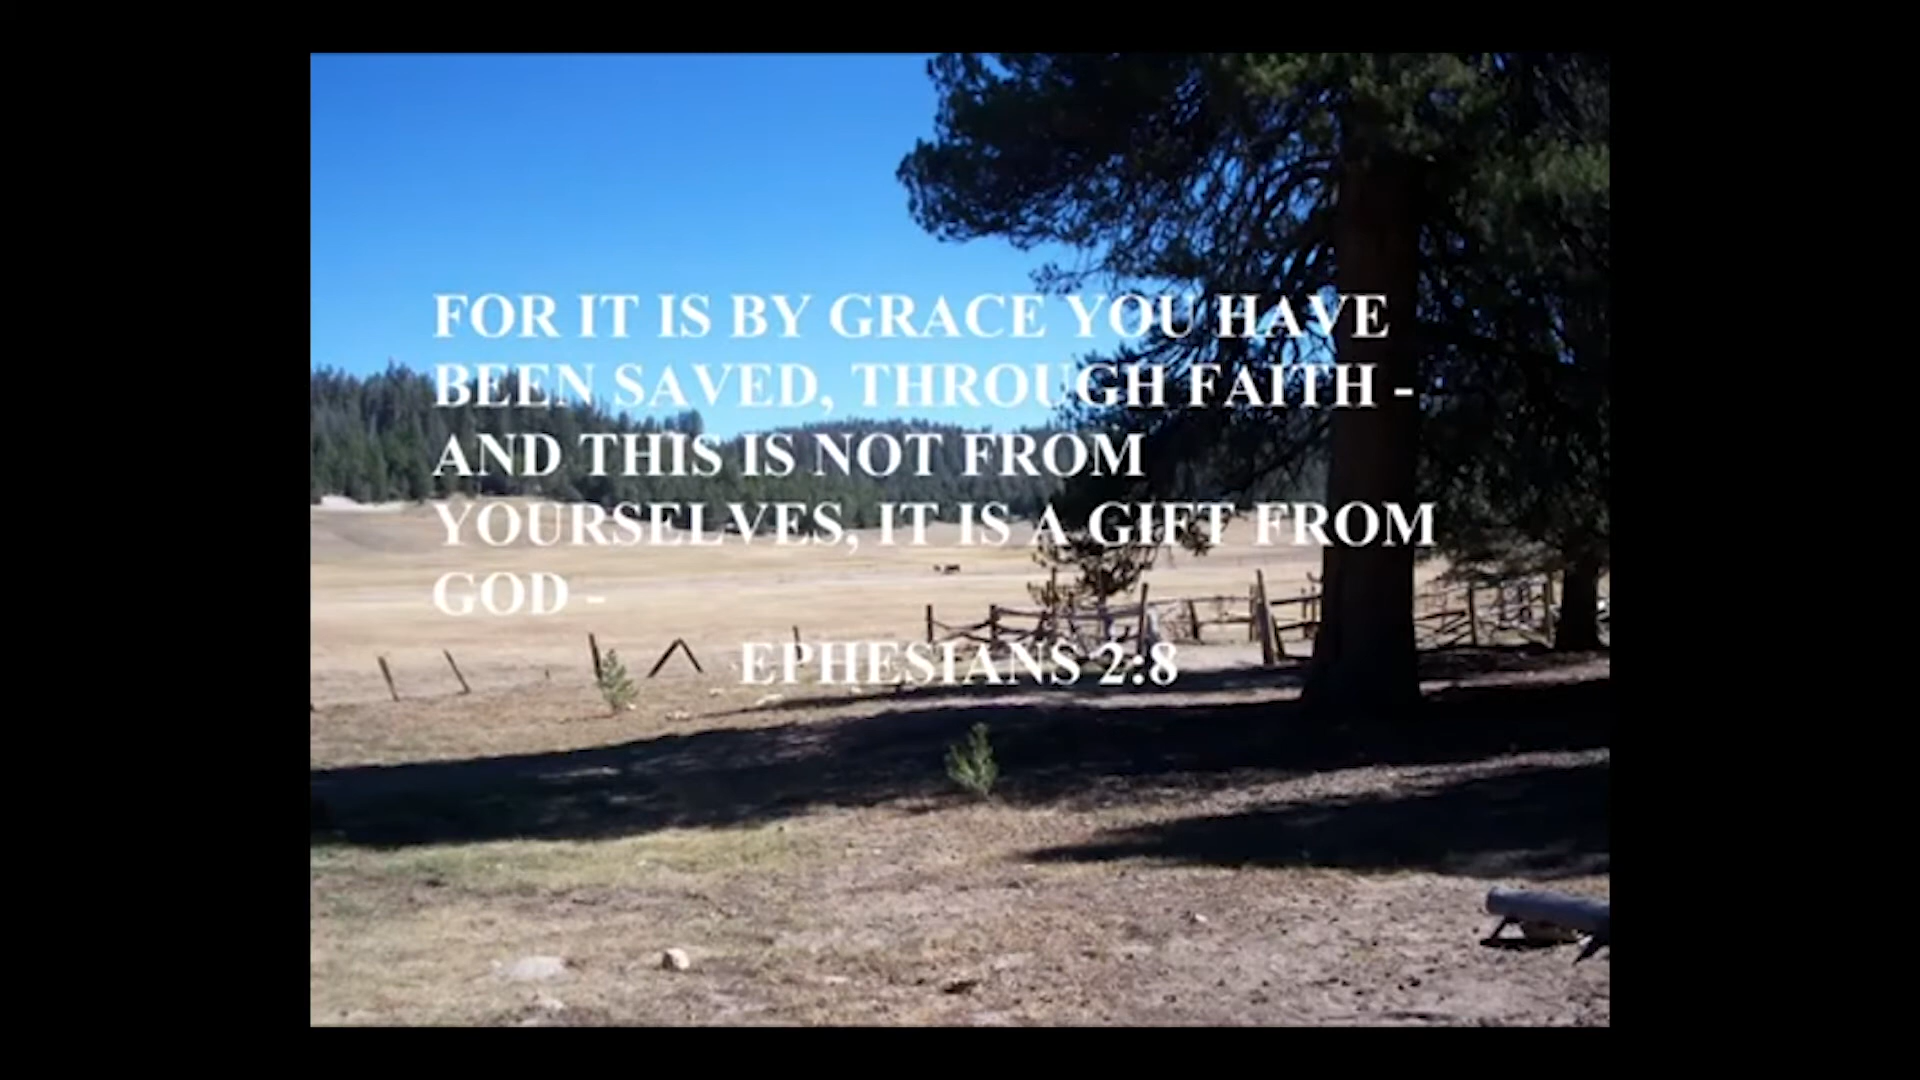 FOR IT IS BY GRACE YOU HAVE
BEEN SAVED, THROUGH FAITH -
AND THIS IS NOT FROM
YOURSELVES, IT IS A GIFT FROM
GOD -
EPHESIANS 2:8